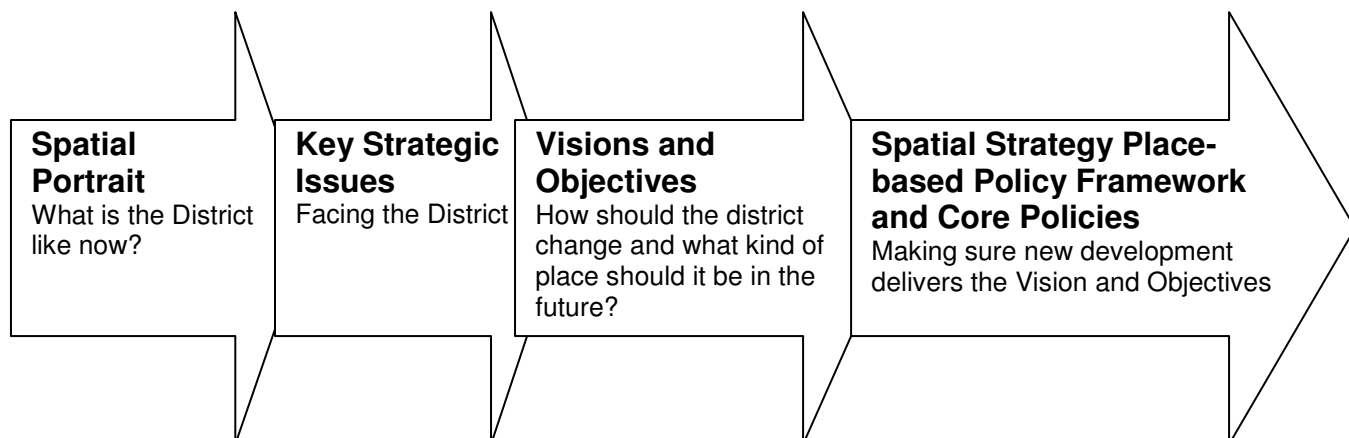 Spatial
Portrait
What is the District
like now?
Key Strategic
Issues
Facing the District
Visions and
Objectives
How should the district
change and what kind of
place should it be in the
future?
Spatial Strategy Place-
based Policy Framework
and Core Policies
Making sure new development
delivers the Vision and Objectives